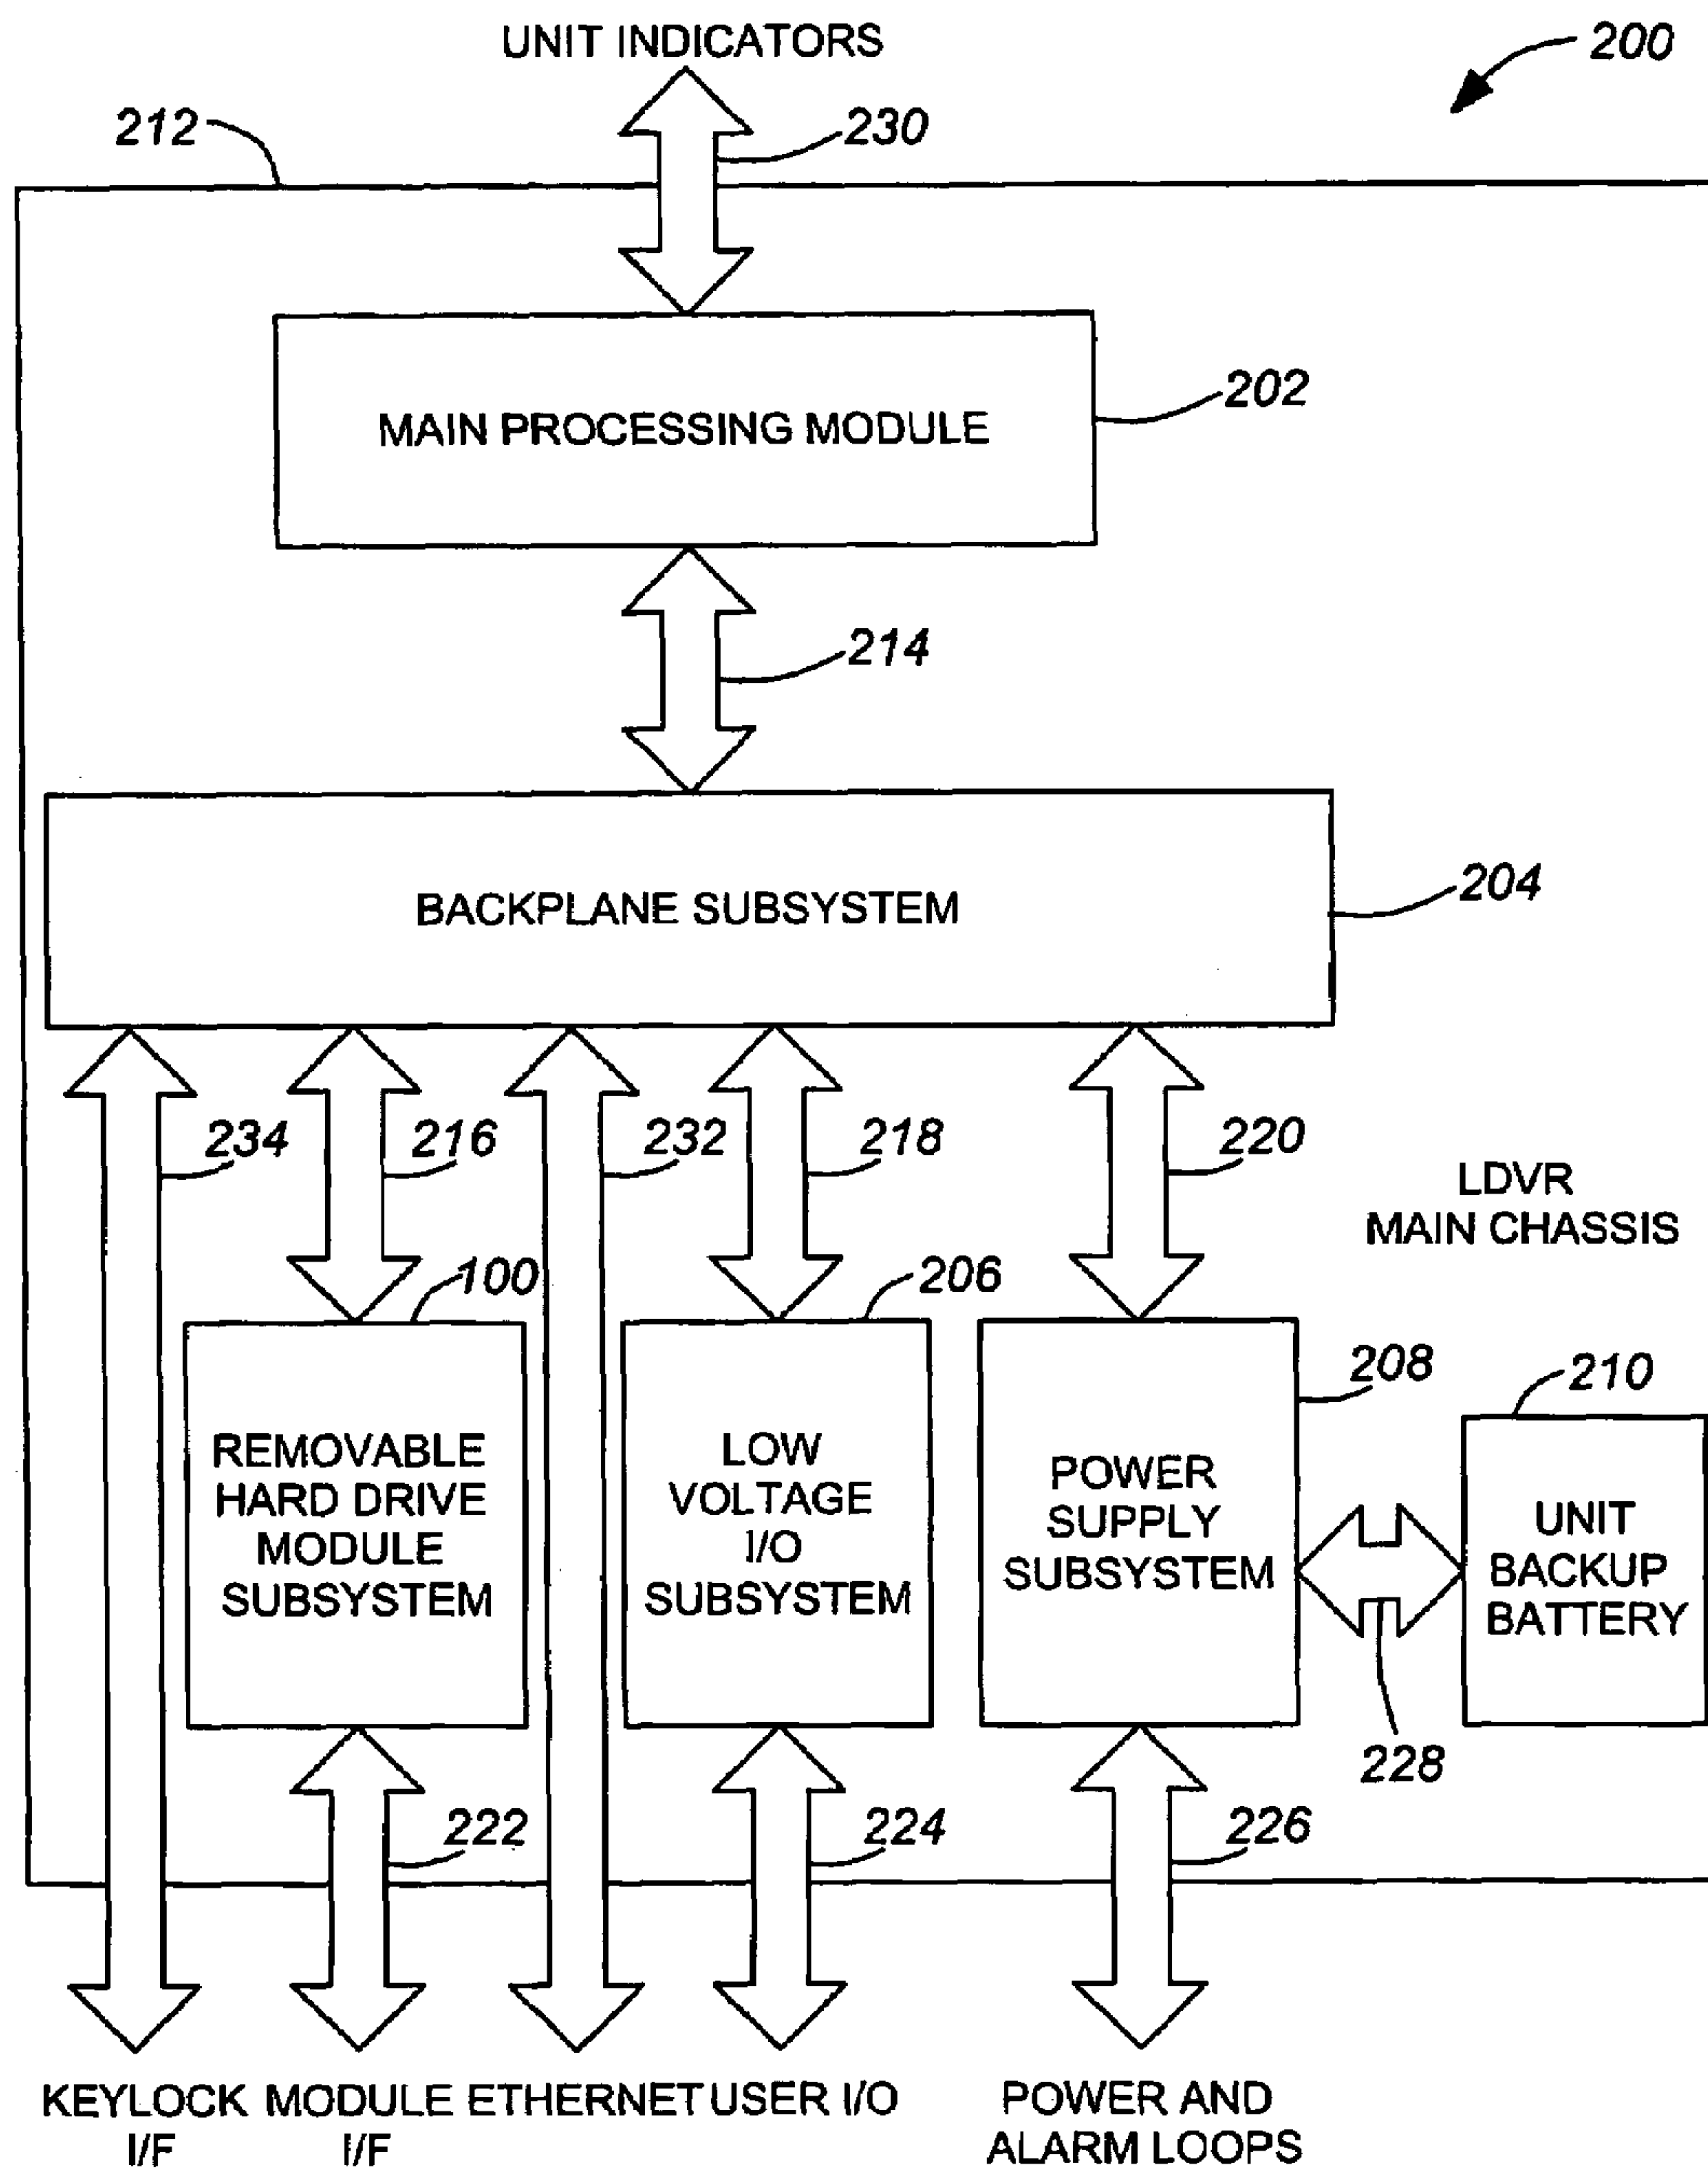 UNIT INDICATORS
200
212
230
MAIN PROCESSING MODULE
202
214
BACKPLANE SUBSYSTEM
204
234
216
232
218
220
LDVR
MAIN CHASSIS
100
206
208
210
REMOVABLE
HARD DRIVE
MODULE
SUBSYSTEM
LOW
VOLTAGE
I/O
SUBSYSTEM
POWER
SUPPLY
SUBSYSTEM
UNIT
BACKUP
BATTERY
228
222
224
226
KEYLOCK
I/F
MODULE
I/F
ETHERNET
USER I/O
POWER AND
ALARM LOOPS